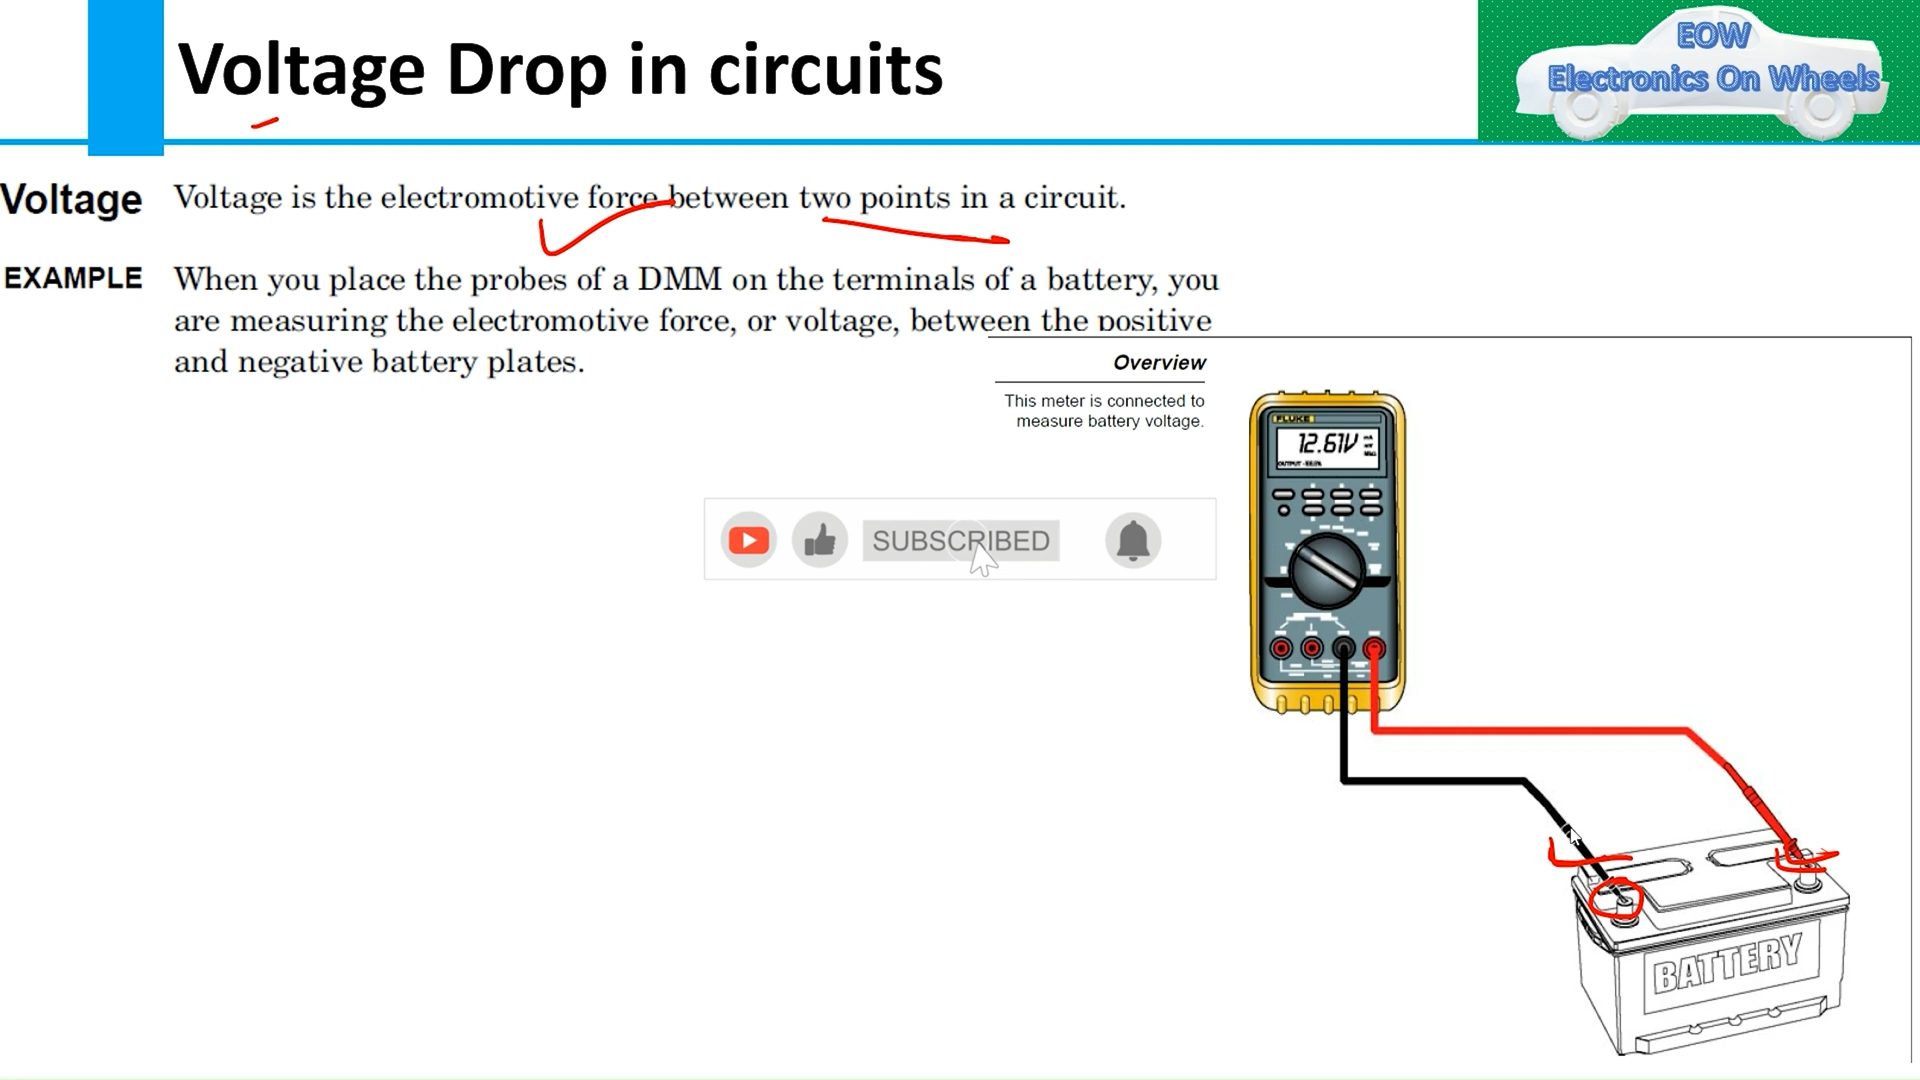 Voltage Drop in circuits
EOW
Electronics On Wheels
Voltage
Voltage is the electromotive force between two points in a circuit.
EXAMPLE
When you place the probes of a DMM on the terminals of a battery, you
are measuring the electromotive force, or voltage, between the positive
and negative battery plates.
Overview
This meter is connected to
measure battery voltage.
FLUKE
12.61V
SUBSCRIBED
BATTERY